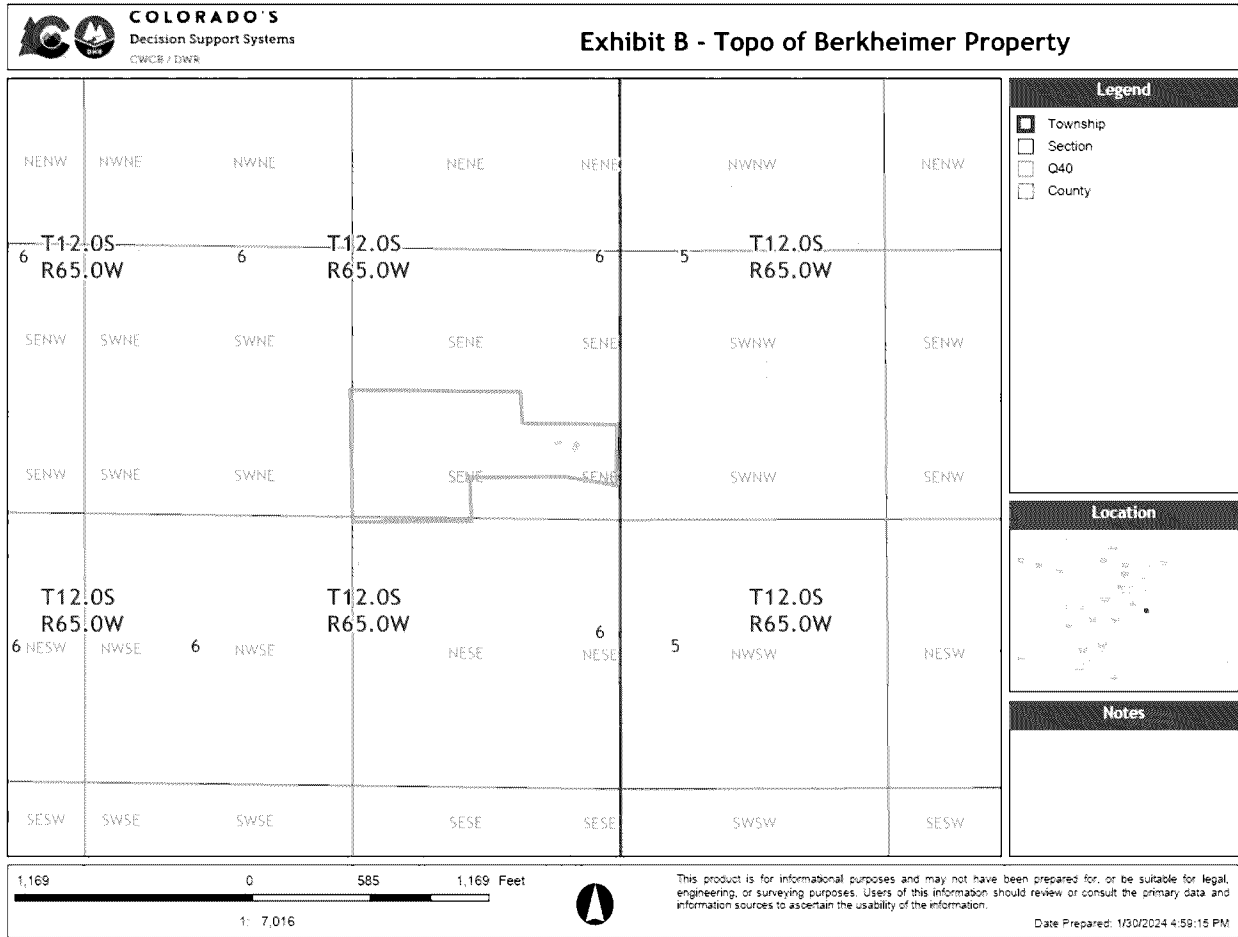 COLORADO'S
Decision Support Systems
CWCB / DWR
Exhibit B - Topo of Berkheimer Property
NENW NWNE NWNE NENE NENE NWNW NENW
T12.0S T12.0S T12.0S
6 6 6 5
R65.0W R65.0W R65.0W
SENW SWNE SWNE SENE SENE SWNW SENW
SENW SWNE SWNE SENE SENE SWNW SENW
T12.0S T12.0S T12.0S
R65.0W R65.0W R65.0W
6 NESW NWSE 6 NWSE NESE 6 NESE 5 NWSW NESW
SESW SWSE SWSE SESE SESE SWSW SESW
Legend
Township
Section
Q40
County
Location
Notes
1,169 0 585 1,169 Feet
1: 7,016
This product is for informational purposes and may not have been prepared for, or be suitable for legal,
engineering, or surveying purposes. Users of this information should review or consult the primary data and
information sources to ascertain the usability of the information.
Date Prepared: 1/30/2024 4:59:15 PM